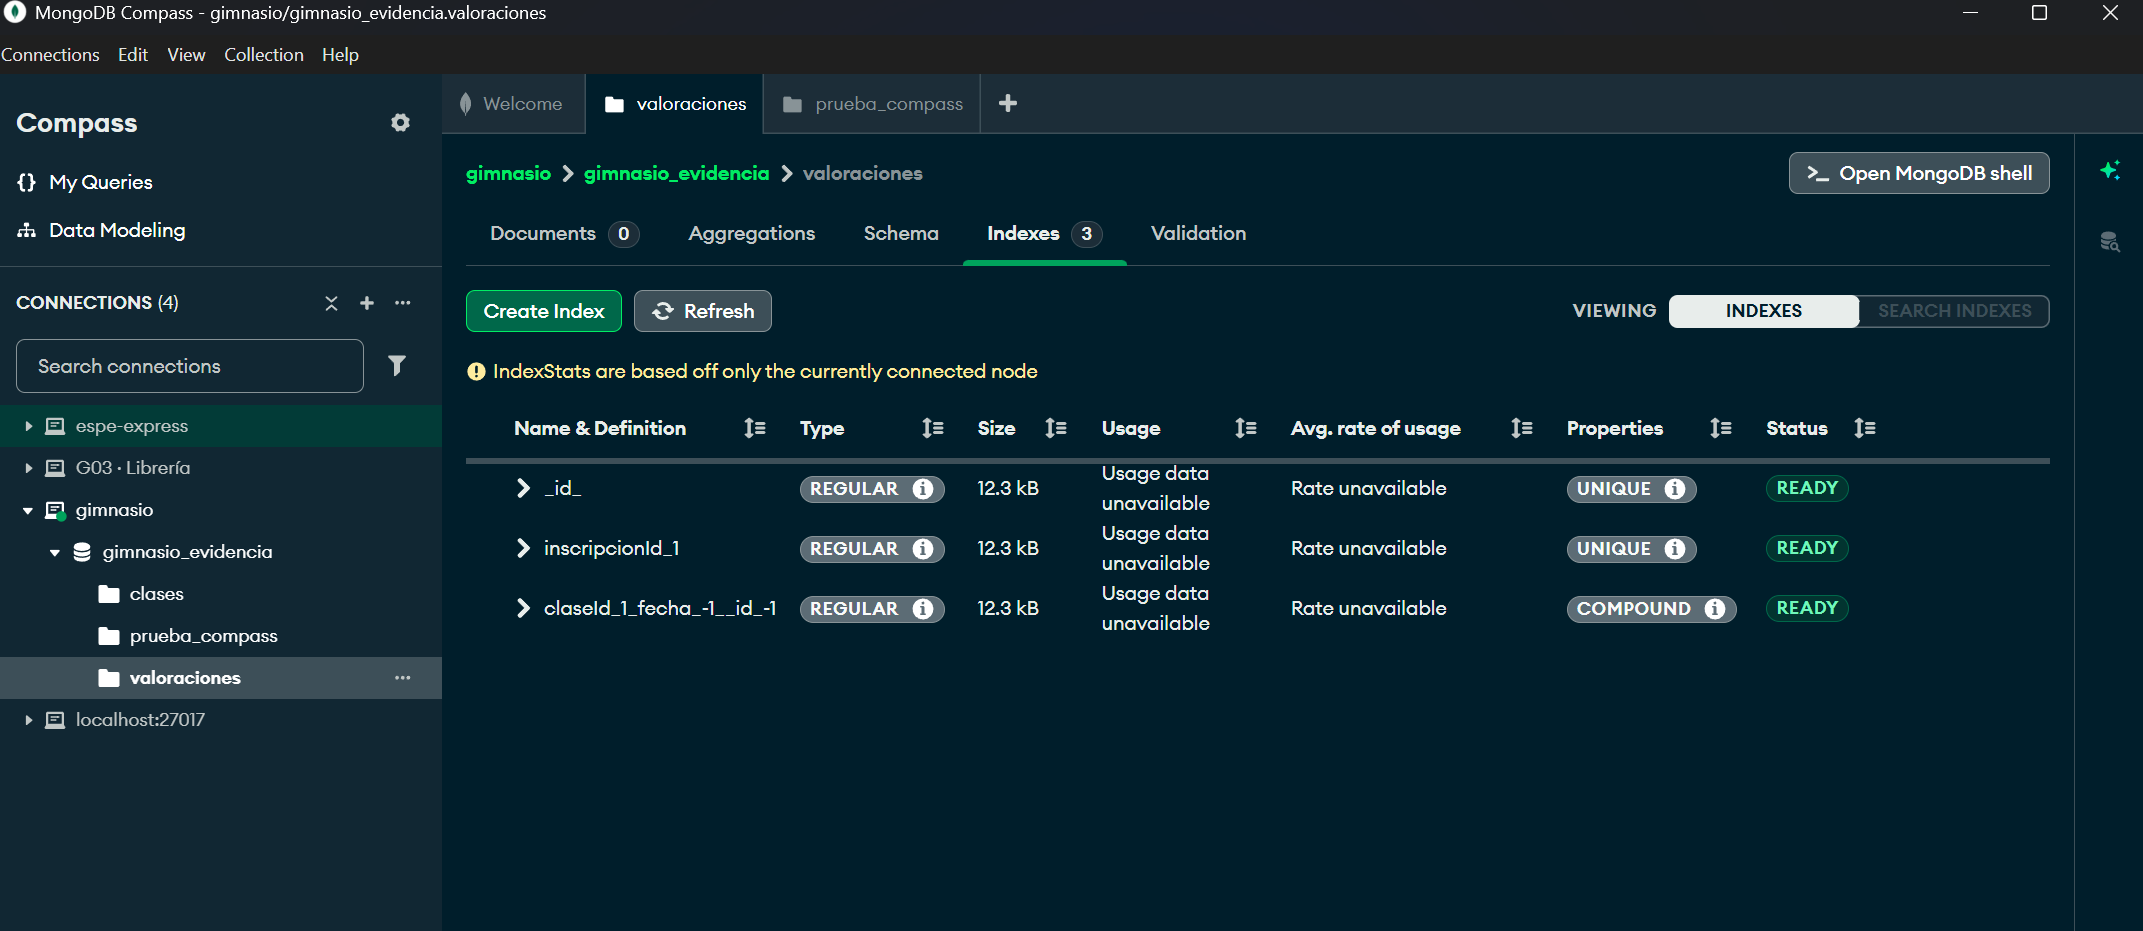 MongoDB Compass - gimnasio/gimnasio_evidencia.valoraciones
Connections Edit View Collection Help
Compass
My Queries
Data Modeling
CONNECTIONS (4)
Search connections
espe-express
G03 · Librería
gimnasio
gimnasio_evidencia
clases
prueba_compass
valoraciones
localhost:27017
Welcome valoraciones prueba_compass
gimnasio > gimnasio_evidencia > valoraciones
>_ Open MongoDB shell
Documents 0 Aggregations Schema Indexes 3 Validation
Create Index Refresh
VIEWING INDEXES SEARCH INDEXES
IndexStats are based off only the currently connected node
Name & Definition Type Size Usage Avg. rate of usage Properties Status
_id_ REGULAR 12.3 kB Usage data unavailable Rate unavailable UNIQUE READY
inscripcionId_1 REGULAR 12.3 kB Usage data unavailable Rate unavailable UNIQUE READY
claseId_1_fecha_-1__id_-1 REGULAR 12.3 kB Usage data unavailable Rate unavailable COMPOUND READY